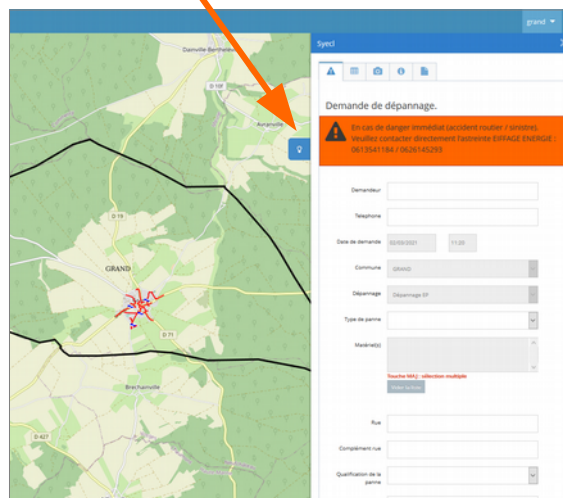 grand
Syecl
Demande de dépannage.
En cas de danger immédiat (accident routier / sinistre).
Veuillez contacter directement l'astreinte EIFFAGE ENERGIE :
0613541184 / 0626145293
Demandeur
Telephone
Date de demande 02/03/2021 11:20
Commune GRAND
Dépannage Dépannage EP
Type de panne
Matériel(s)
Touche MAJ : sélection multiple
Rue
Complément rue
Qualification de la
panne
Dainville-Bertheléville
D 10F
Avranville
D 19
GRAND
D 71
Brechainville
D 427